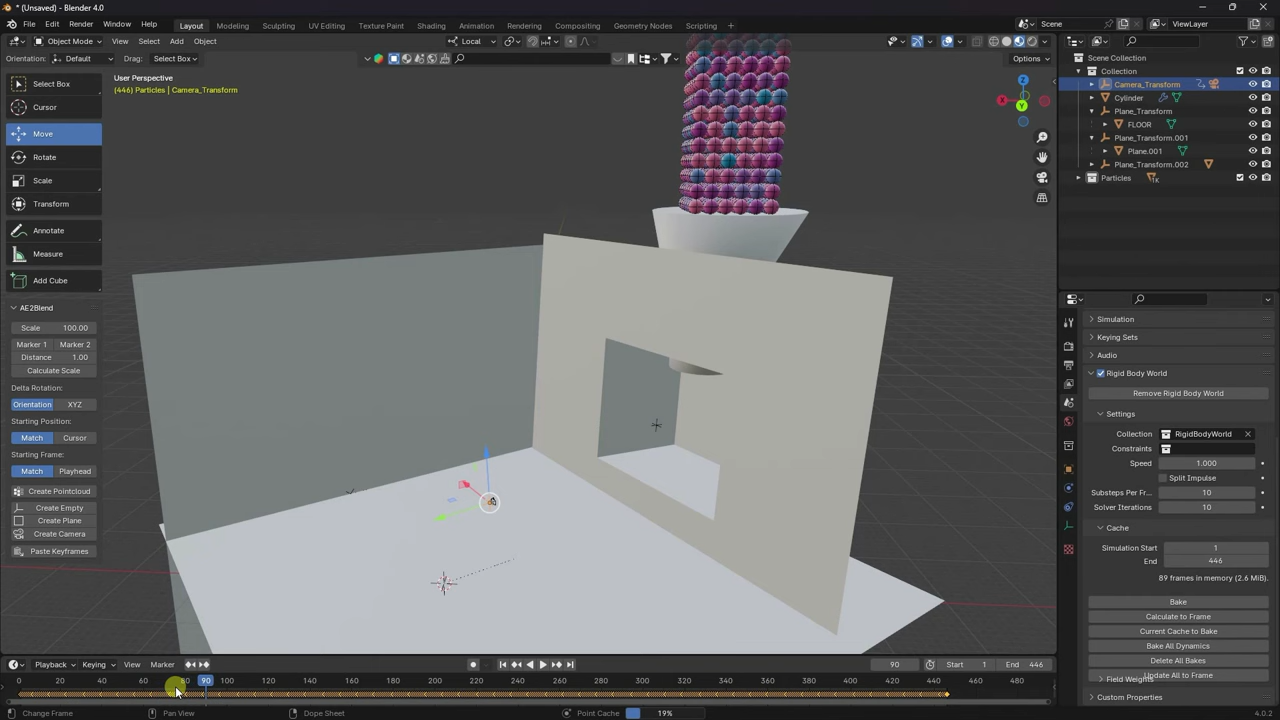 * (Unsaved) - Blender 4.0
File Edit Render Window Help Layout Modeling Sculpting UV Editing Texture Paint Shading Animation Rendering Compositing Geometry Nodes Scripting + Scene ViewLayer
Object Mode View Select Add Object Local
Orientation: Default Drag: Select Box Options
Select Box
Cursor
Move
Rotate
Scale
Transform
Annotate
Measure
Add Cube
AE2Blend
Scale 100.00
Marker 1 Marker 2
Distance 1.00
Calculate Scale
Delta Rotation:
Orientation XYZ
Starting Position:
Match Cursor
Starting Frame:
Match Playhead
Create Pointcloud
Create Empty
Create Plane
Create Camera
Paste Keyframes
User Perspective
(446) Particles | Camera_Transform
Z
X
Y
Scene Collection
Collection
Camera_Transform
Cylinder
Plane_Transform
FLOOR
Plane_Transform.001
Plane.001
Plane_Transform.002
Particles 1K
Simulation
Keying Sets
Audio
Rigid Body World
Remove Rigid Body World
Settings
Collection RigidBodyWorld
Constraints
Speed 1.000
Split Impulse
Substeps Per Fr... 10
Solver Iterations 10
Cache
Simulation Start 1
End 446
89 frames in memory (2.6 MiB).
Bake
Calculate to Frame
Current Cache to Bake
Bake All Dynamics
Delete All Bakes
Update All to Frame
Field Weights
Custom Properties
Playback Keying View Marker 90 Start 1 End 446
0 20 40 60 80 90 100 120 140 160 180 200 220 240 260 280 300 320 340 360 380 400 420 440 460 480
Change Frame Pan View Dope Sheet Point Cache 19% 4.0.2